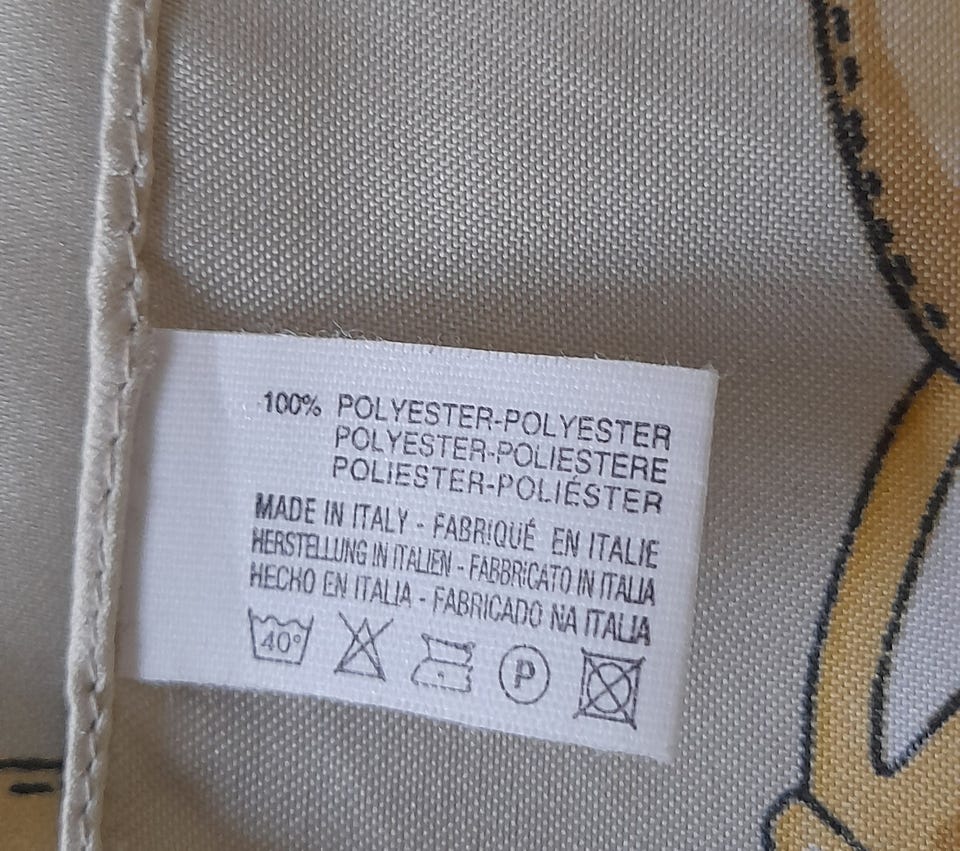 100% POLYESTER-POLYESTER
POLYESTER-POLIESTERE
POLIESTER-POLIÉSTER
MADE IN ITALY - FABRIQUÉ EN ITALIE
HERSTELLUNG IN ITALIEN - FABBRICATO IN ITALIA
HECHO EN ITALIA - FABRICADO NA ITALIA
40° P